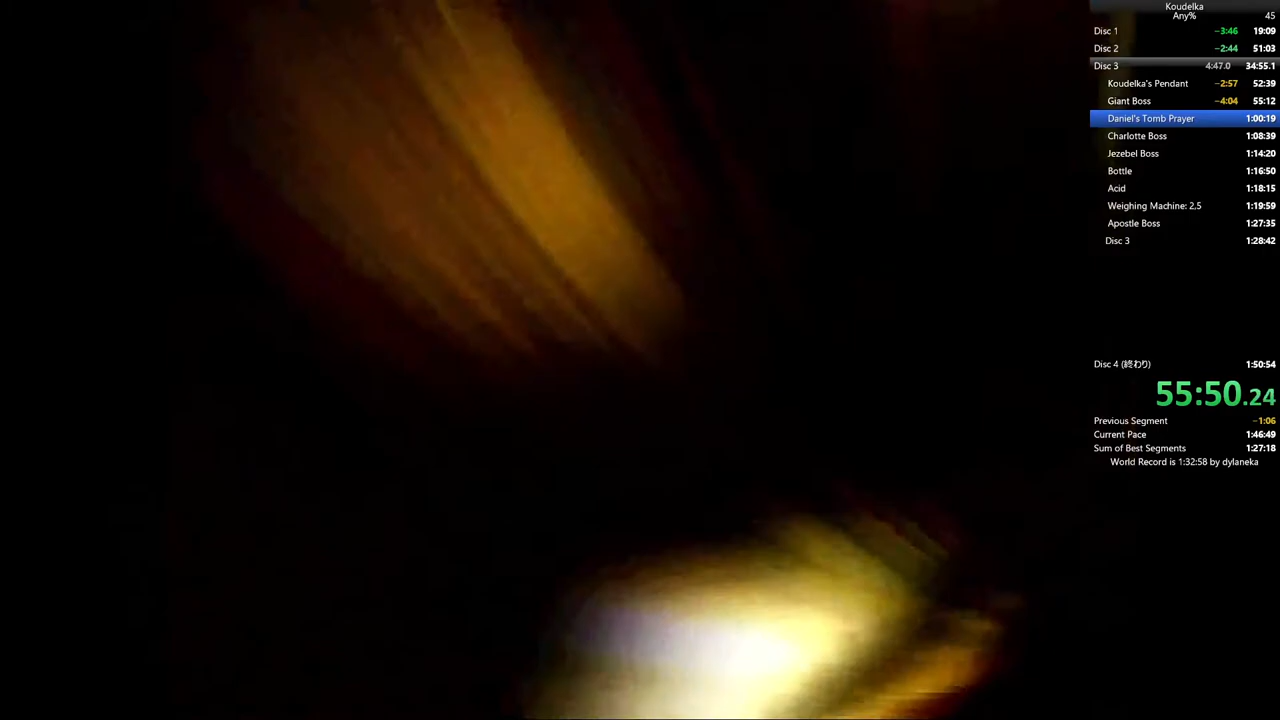 Koudelka
Any% 45
Disc 1 −3:46 19:09
Disc 2 −2:44 51:03
Disc 3 4:47.0 34:55.1
Koudelka's Pendant −2:57 52:39
Giant Boss −4:04 55:12
Daniel's Tomb Prayer 1:00:19
Charlotte Boss 1:08:39
Jezebel Boss 1:14:20
Bottle 1:16:50
Acid 1:18:15
Weighing Machine: 2,5 1:19:59
Apostle Boss 1:27:35
Disc 3 1:28:42
Disc 4 (終わり) 1:50:54
55:50.24
Previous Segment −1:06
Current Pace 1:46:49
Sum of Best Segments 1:27:18
World Record is 1:32:58 by dylaneka